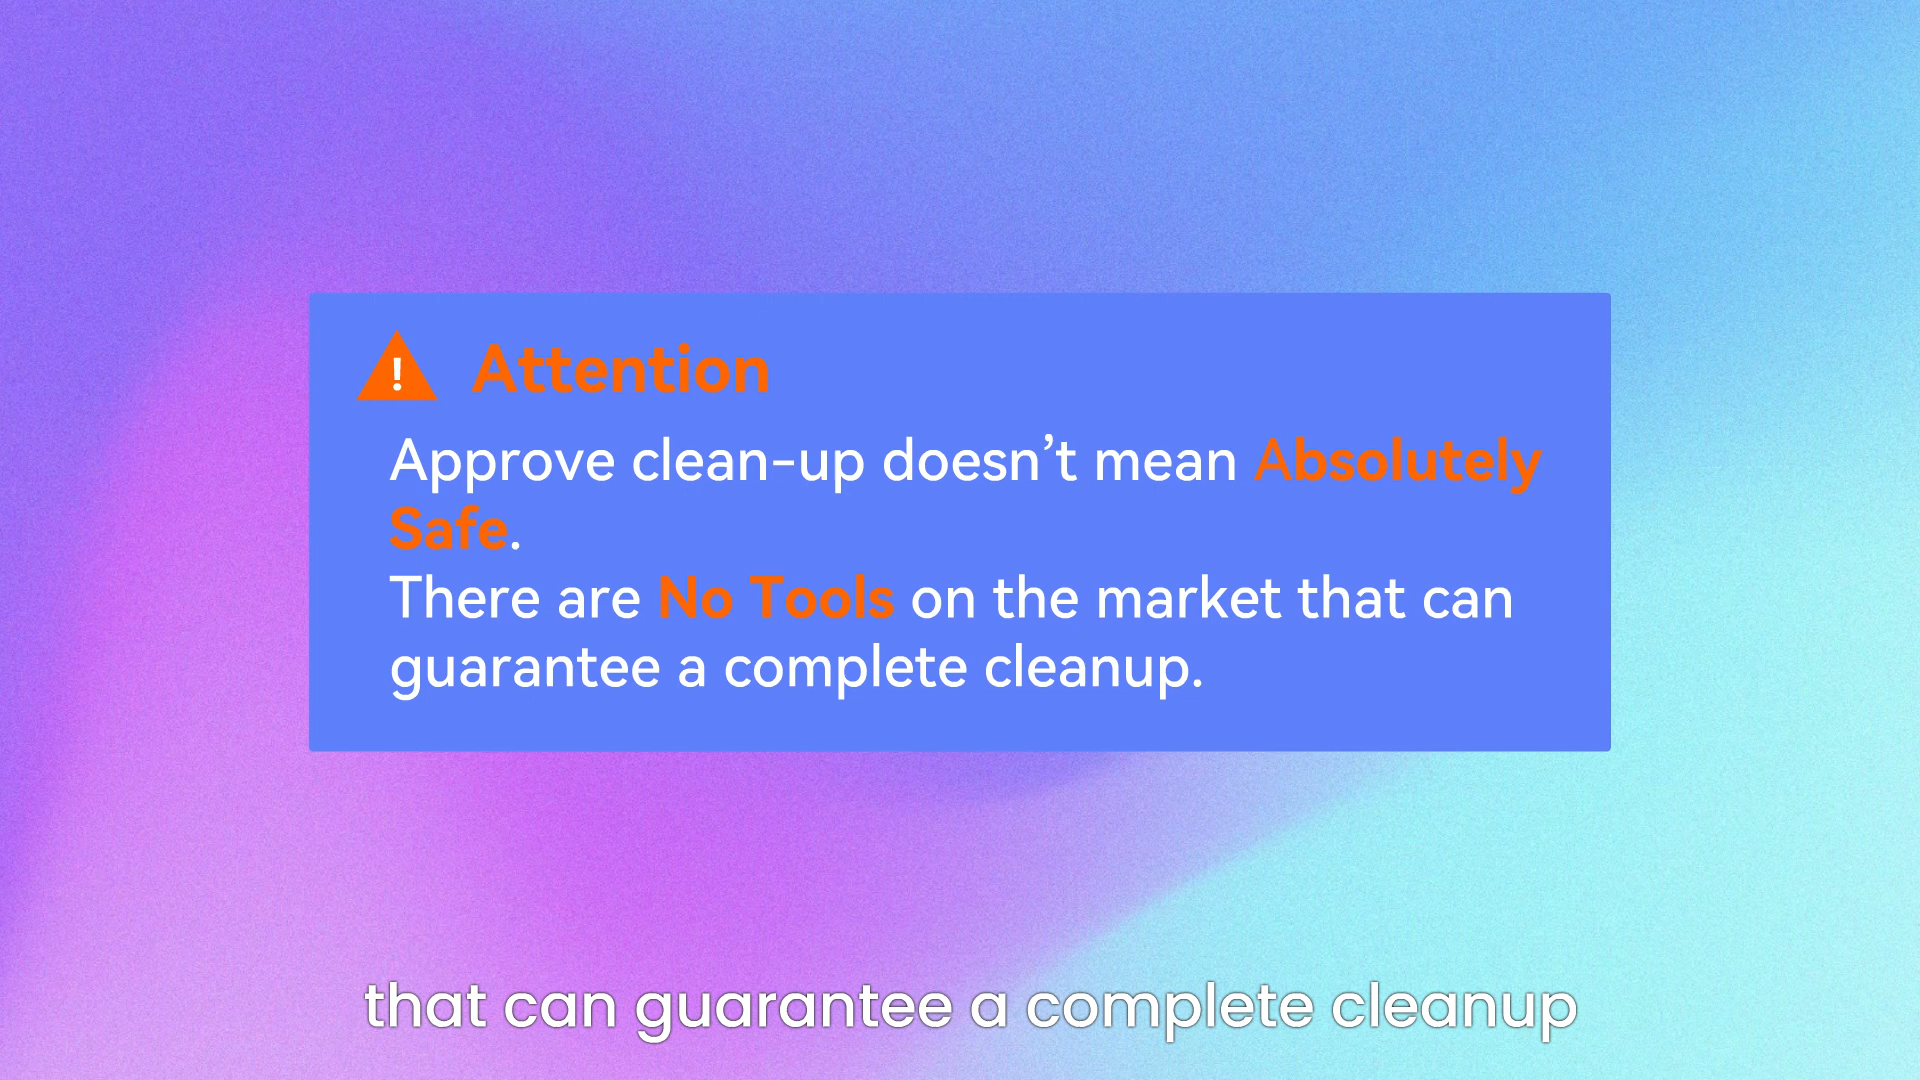 ! Attention
Approve clean-up doesn’t mean Absolutely
Safe.
There are No Tools on the market that can
guarantee a complete cleanup.
that can guarantee a complete cleanup